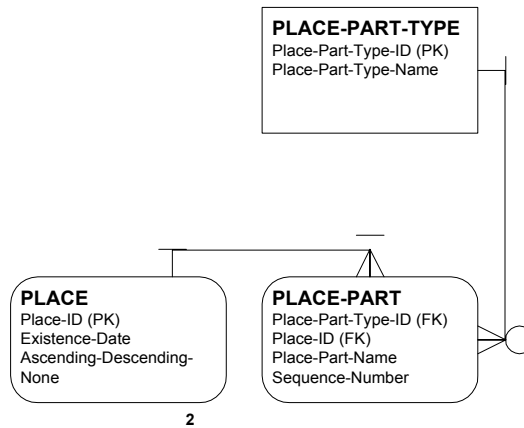 PLACE-PART-TYPE
Place-Part-Type-ID (PK)
Place-Part-Type-Name
PLACE
Place-ID (PK)
Existence-Date
Ascending-Descending-
None
PLACE-PART
Place-Part-Type-ID (FK)
Place-ID (FK)
Place-Part-Name
Sequence-Number
2